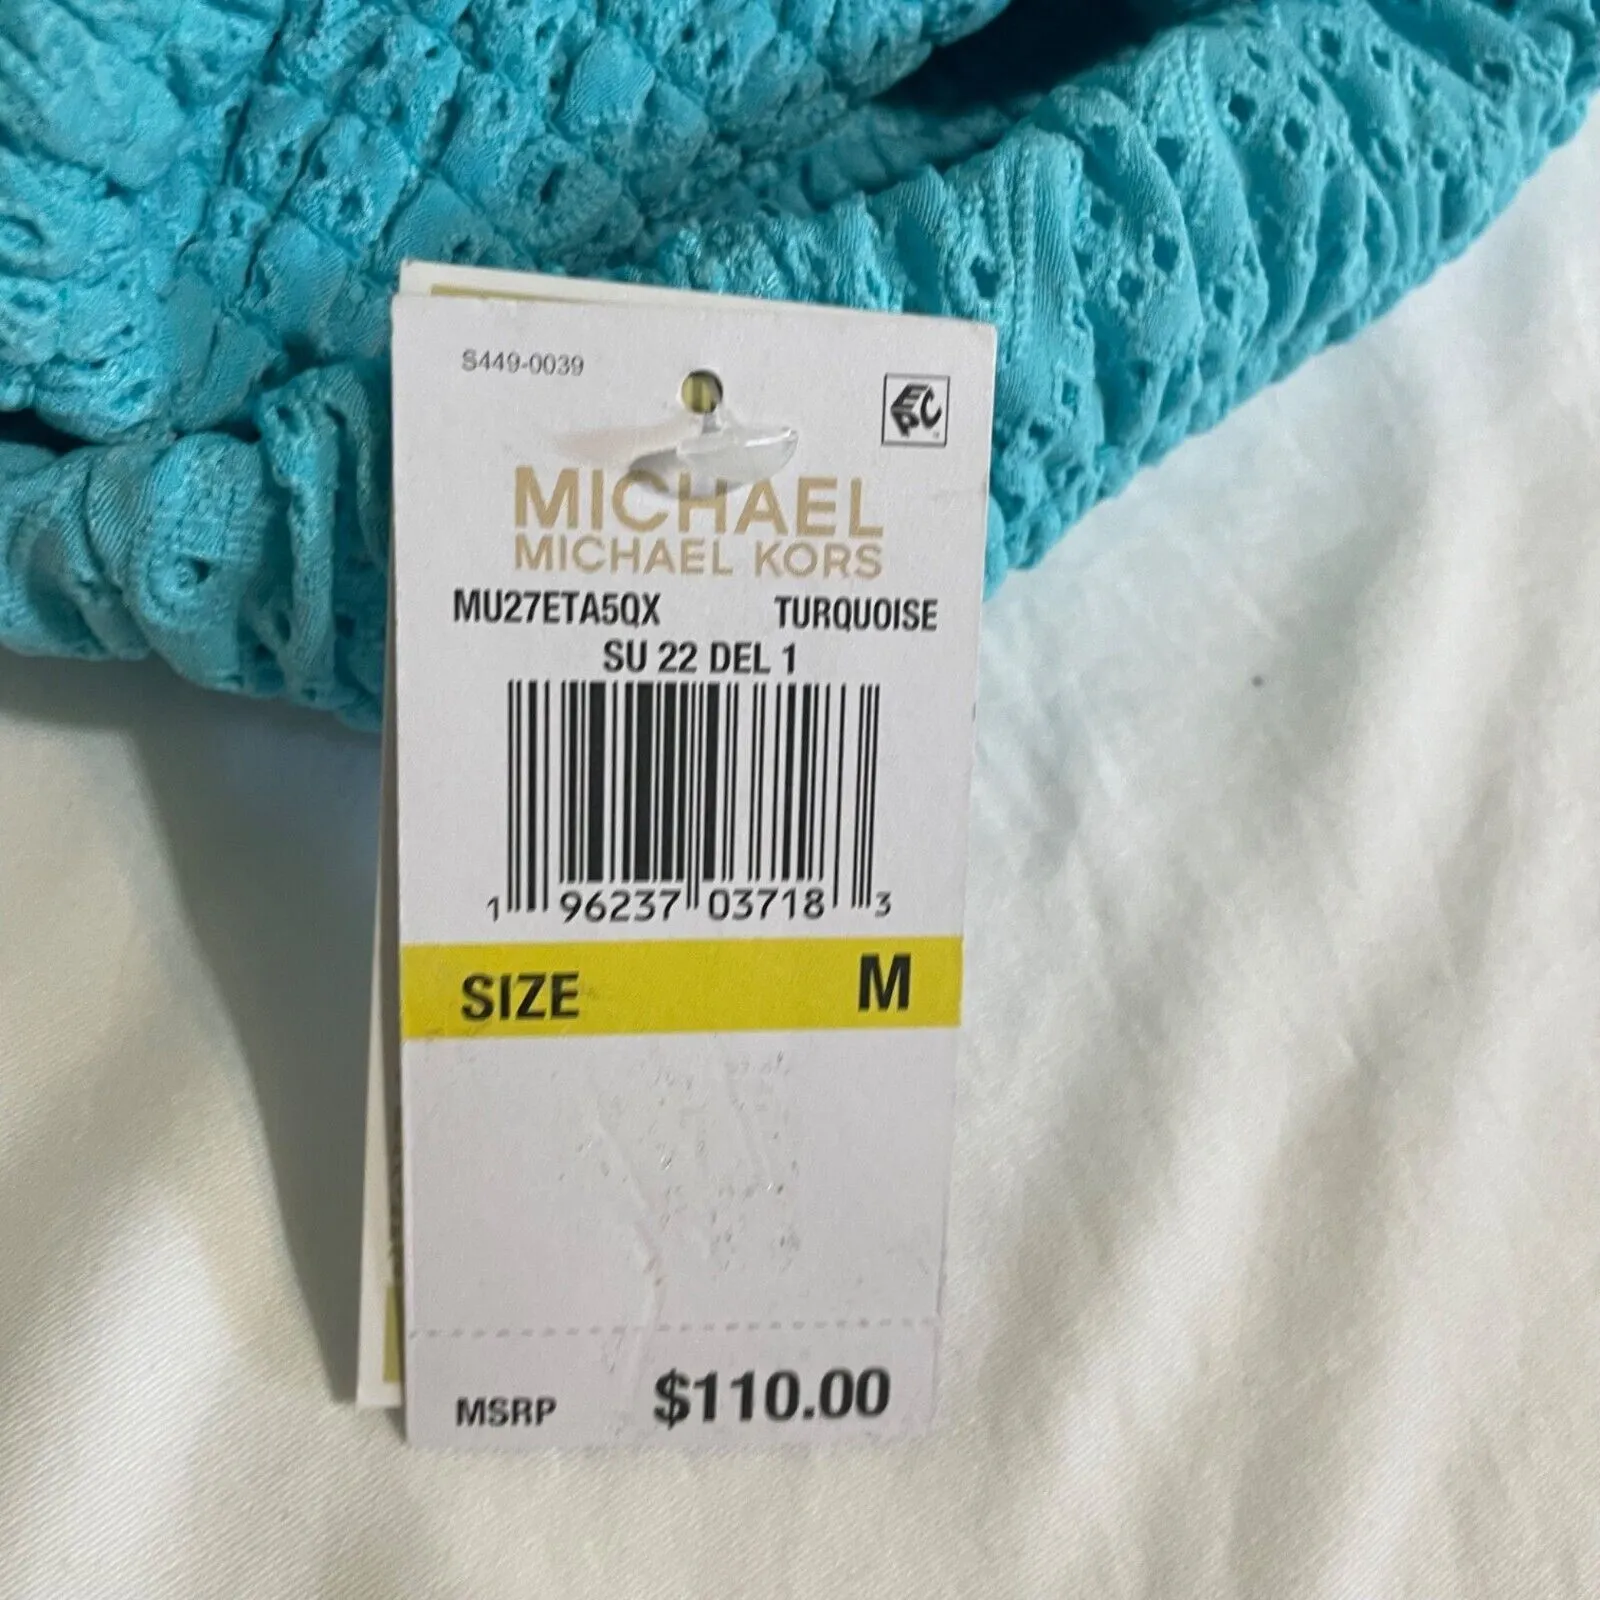 S449-0039
EPC
MICHAEL
MICHAEL KORS
MU27ETA5QX TURQUOISE
SU 22 DEL 1
1 96237 03718 3
SIZE M
MSRP $110.00